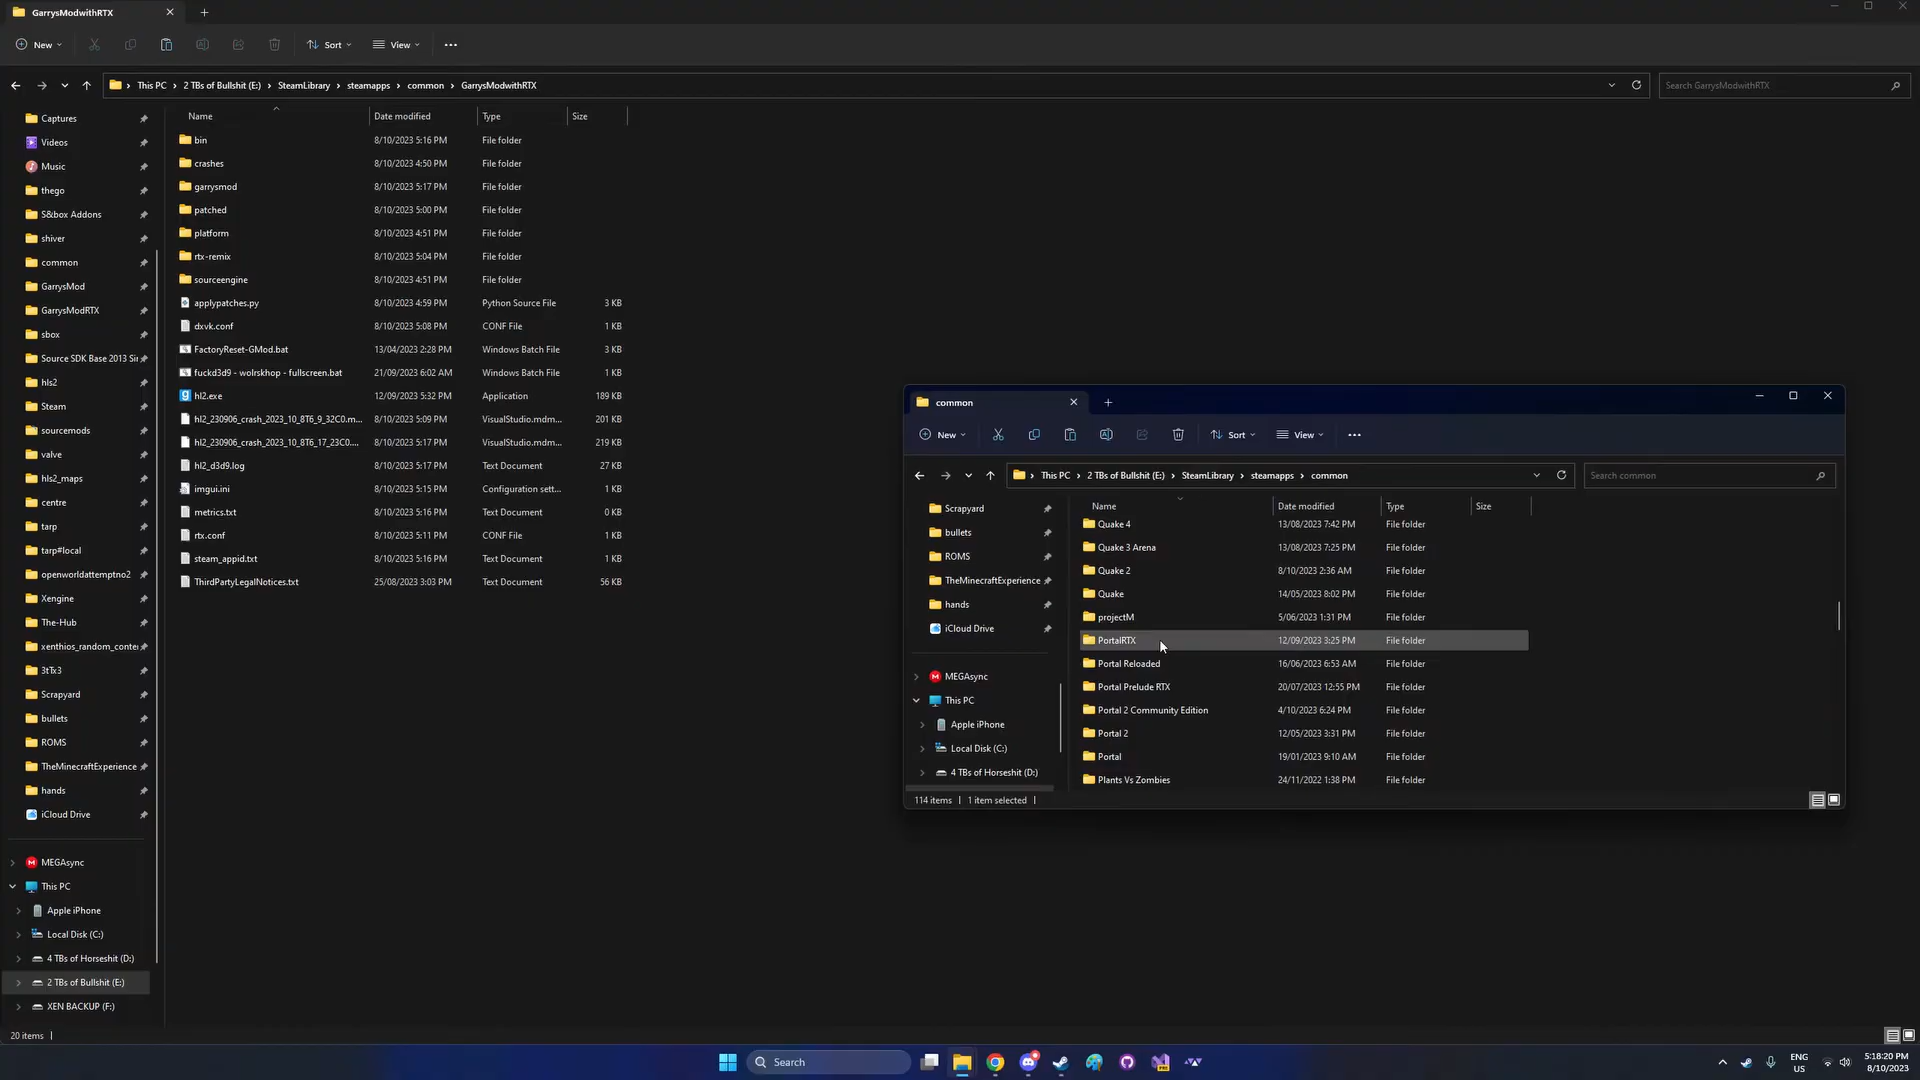 GarrysModwithRTX
New
Sort
View
This PC > 2 TBs of Bullshit (E:) > SteamLibrary > steamapps > common > GarrysModwithRTX
Search GarrysModwithRTX
Captures
Videos
Music
thego
S&box Addons
shiver
common
GarrysMod
GarrysModRTX
sbox
Source SDK Base 2013 Sin
hls2
Steam
sourcemods
valve
hls2_maps
centre
tarp
tarp#local
openworldattemptno2
Xengine
The-Hub
xenthios_random_conte
3tTx3
Scrapyard
bullets
ROMS
TheMinecraftExperience
hands
iCloud Drive
MEGAsync
This PC
Apple iPhone
Local Disk (C:)
4 TBs of Horseshit (D:)
2 TBs of Bullshit (E:)
XEN BACKUP (F:)
20 items
Name Date modified Type Size
bin 8/10/2023 5:16 PM File folder
crashes 8/10/2023 4:50 PM File folder
garrysmod 8/10/2023 5:17 PM File folder
patched 8/10/2023 5:00 PM File folder
platform 8/10/2023 4:51 PM File folder
rtx-remix 8/10/2023 5:04 PM File folder
sourceengine 8/10/2023 4:51 PM File folder
applypatches.py 8/10/2023 4:59 PM Python Source File 3 KB
dxvk.conf 8/10/2023 5:08 PM CONF File 1 KB
FactoryReset-GMod.bat 13/04/2023 2:28 PM Windows Batch File 3 KB
fuckd3d9 - wolrskhop - fullscreen.bat 21/09/2023 6:02 AM Windows Batch File 1 KB
hl2.exe 12/09/2023 5:32 PM Application 189 KB
hl2_230906_crash_2023_10_8T6_9_32C0.m... 8/10/2023 5:09 PM VisualStudio.mdm... 201 KB
hl2_230906_crash_2023_10_8T6_17_23C0.... 8/10/2023 5:17 PM VisualStudio.mdm... 219 KB
hl2_d3d9.log 8/10/2023 5:17 PM Text Document 27 KB
imgui.ini 8/10/2023 5:15 PM Configuration sett... 1 KB
metrics.txt 8/10/2023 5:16 PM Text Document 0 KB
rtx.conf 8/10/2023 5:11 PM CONF File 1 KB
steam_appid.txt 8/10/2023 5:16 PM Text Document 1 KB
ThirdPartyLegalNotices.txt 25/08/2023 3:03 PM Text Document 56 KB
common
New
Sort
View
This PC > 2 TBs of Bullshit (E:) > SteamLibrary > steamapps > common
Search common
Scrapyard
bullets
ROMS
TheMinecraftExperience
hands
iCloud Drive
MEGAsync
This PC
Apple iPhone
Local Disk (C:)
4 TBs of Horseshit (D:)
Name Date modified Type Size
Quake 4 13/08/2023 7:42 PM File folder
Quake 3 Arena 13/08/2023 7:25 PM File folder
Quake 2 8/10/2023 2:36 AM File folder
Quake 14/05/2023 8:02 PM File folder
projectM 5/06/2023 1:31 PM File folder
PortalRTX 12/09/2023 3:25 PM File folder
Portal Reloaded 16/06/2023 6:53 AM File folder
Portal Prelude RTX 20/07/2023 12:55 PM File folder
Portal 2 Community Edition 4/10/2023 6:24 PM File folder
Portal 2 12/05/2023 3:31 PM File folder
Portal 19/01/2023 9:10 AM File folder
Plants Vs Zombies 24/11/2022 1:38 PM File folder
114 items 1 item selected
Search
ENG
US
5:18:20 PM
8/10/2023